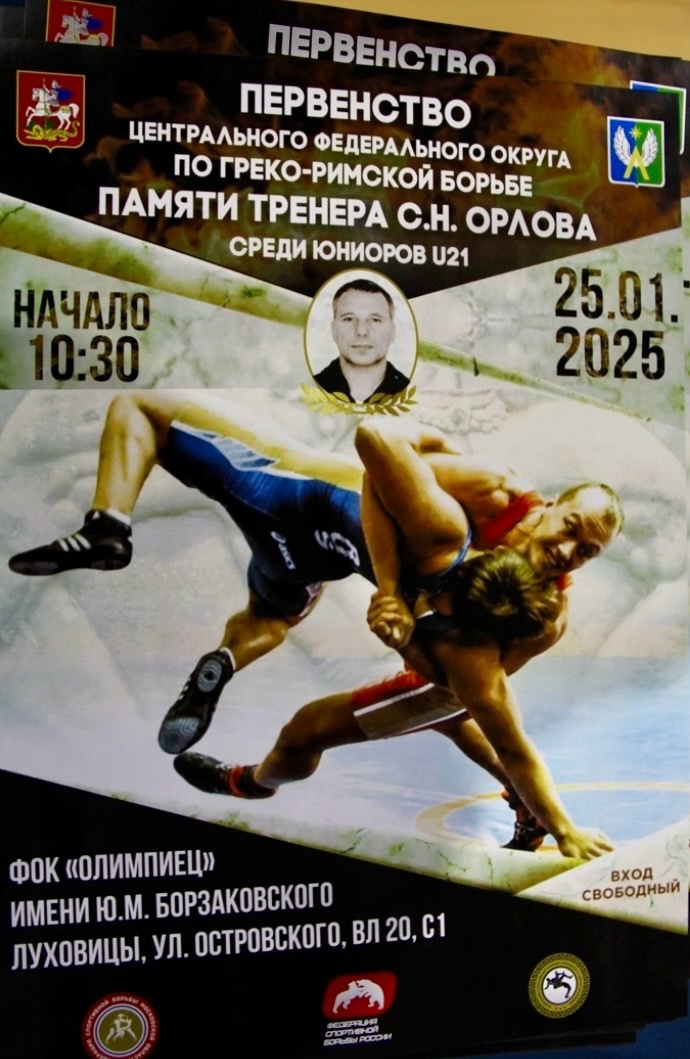 ПЕРВЕНСТВО
ПЕРВЕНСТВО
ЦЕНТРАЛЬНОГО ФЕДЕРАЛЬНОГО ОКРУГА
ПО ГРЕКО-РИМСКОЙ БОРЬБЕ
ПАМЯТИ ТРЕНЕРА С.Н. ОРЛОВА
СРЕДИ ЮНИОРОВ U21
НАЧАЛО
10:30
25.01.
2025
asics
ФОК «ОЛИМПИЕЦ»
ИМЕНИ Ю.М. БОРЗАКОВСКОГО
ЛУХОВИЦЫ, УЛ. ОСТРОВСКОГО, ВЛ 20, С1
ВХОД
СВОБОДНЫЙ
ФЕДЕРАЦИЯ
СПОРТИВНОЙ
БОРЬБЫ РОССИИ